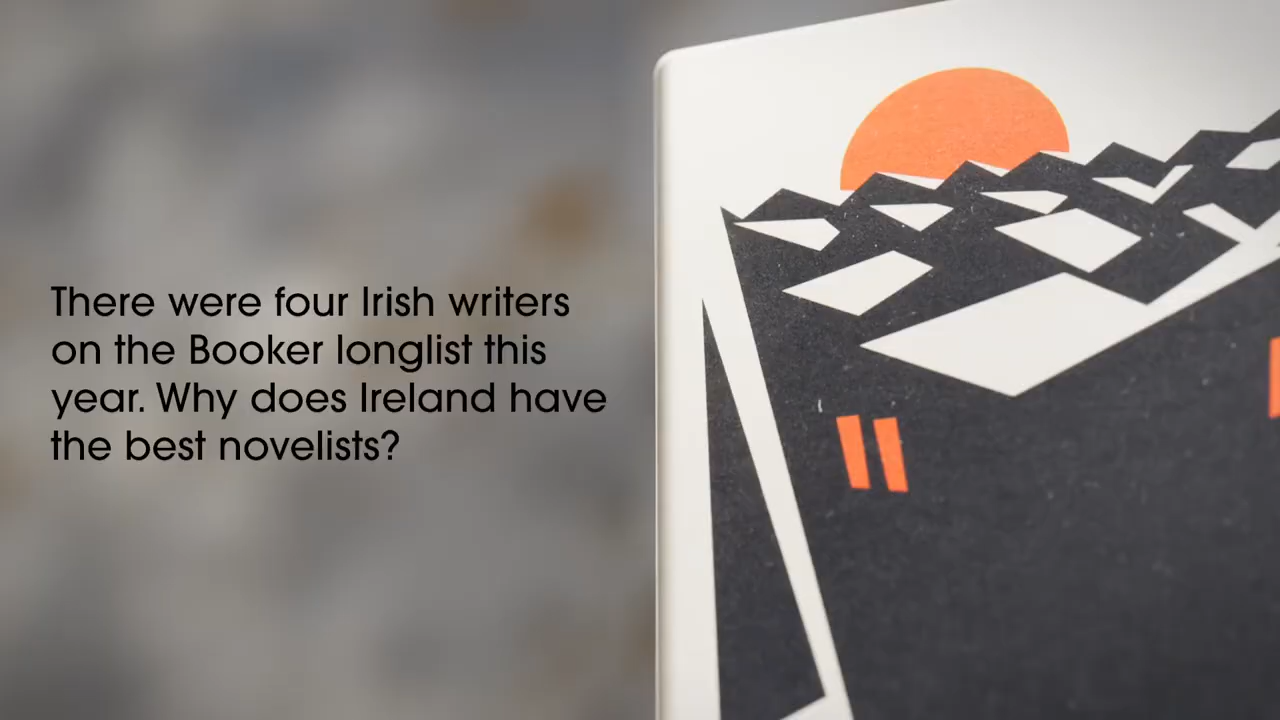 There were four Irish writers
on the Booker longlist this
year. Why does Ireland have
the best novelists?